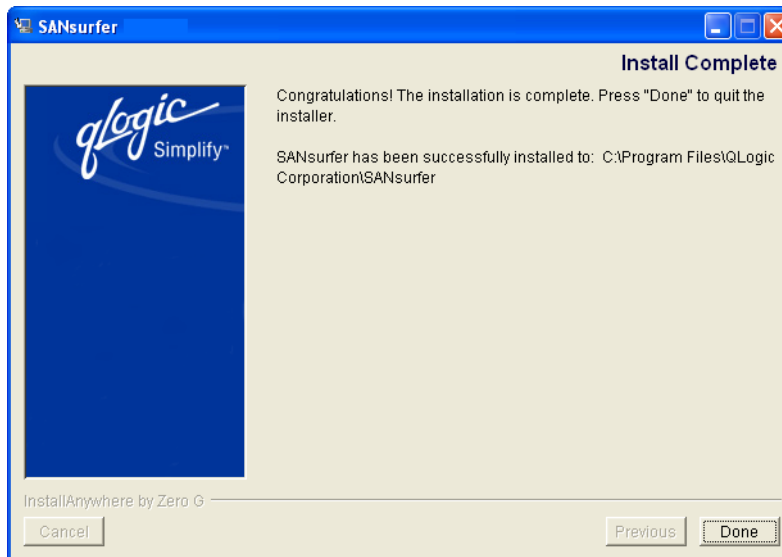 SANsurfer
Install Complete
Congratulations! The installation is complete. Press "Done" to quit the
installer.
SANsurfer has been successfully installed to: C:\Program Files\QLogic
Corporation\SANsurfer
qlogic
Simplify™
InstallAnywhere by Zero G
Cancel
Previous
Done